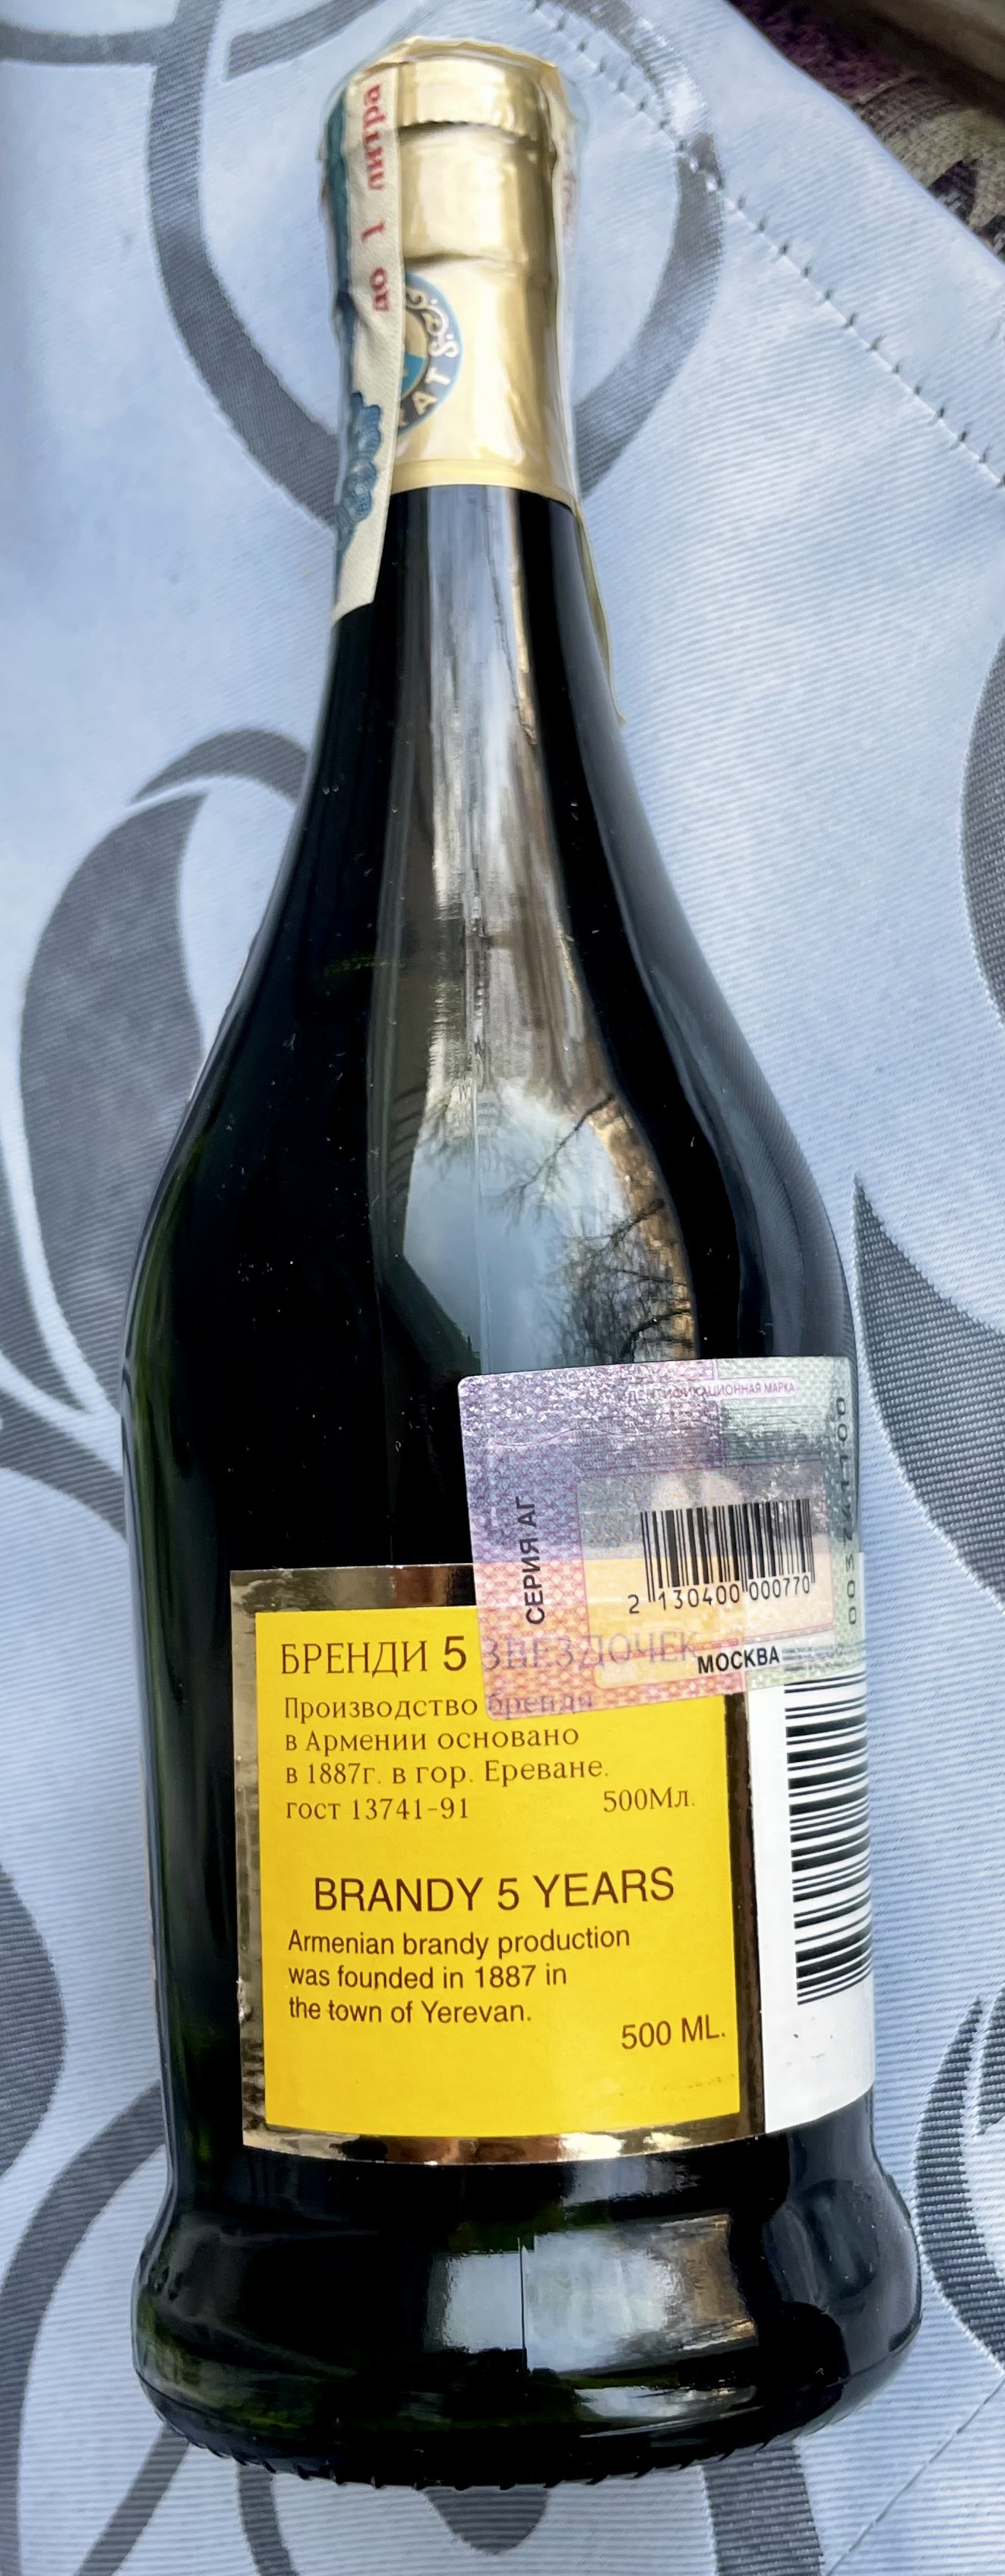 до 1 литра
ИДЕНТИФИКАЦИОННАЯ МАРКА
СЕРИЯ АГ
2 130400 000770
МОСКВА
00374100
БРЕНДИ 5 ЗВЕЗДОЧЕК
Производство бренди
в Армении основано
в 1887г. в гор. Ереване.
гост 13741-91 500Мл.
BRANDY 5 YEARS
Armenian brandy production
was founded in 1887 in
the town of Yerevan.
500 ML.